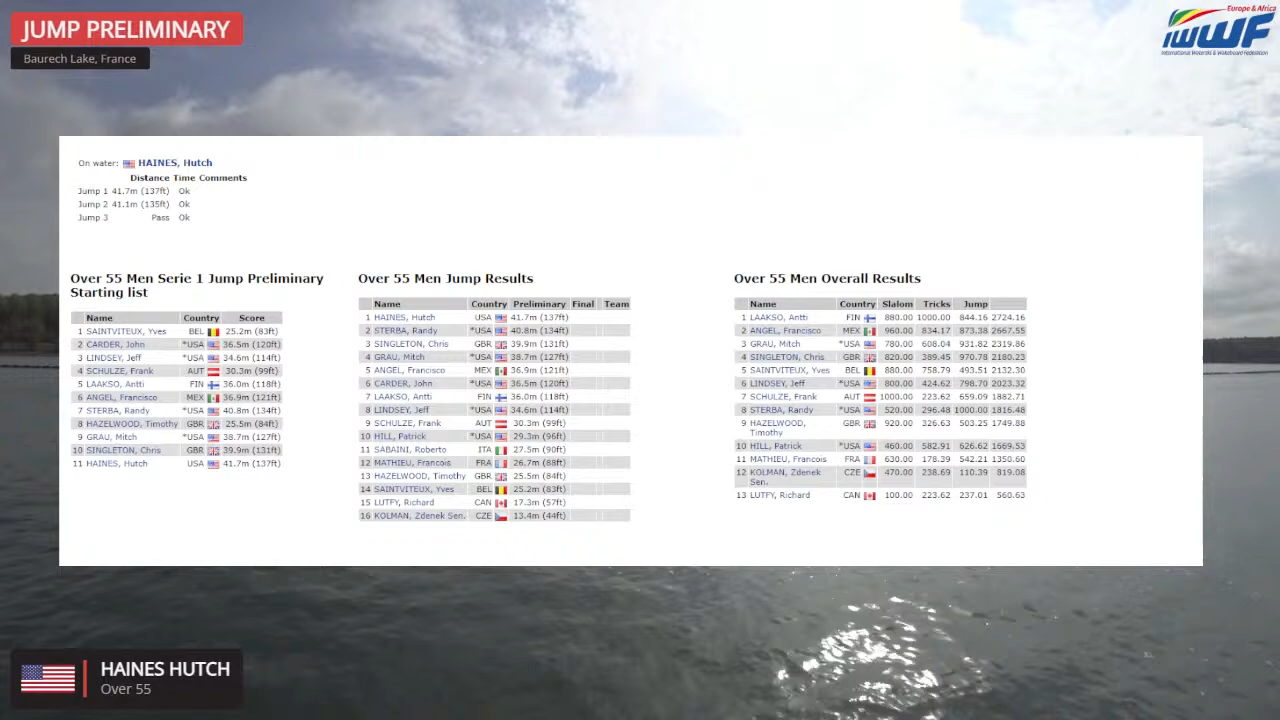 JUMP PRELIMINARY
Baurech Lake, France
Europe & Africa
IWWF
International Waterski & Wakeboard Federation
On water: HAINES, Hutch
Distance Time Comments
Jump 1 41.7m (137ft) Ok
Jump 2 41.1m (135ft) Ok
Jump 3 Pass Ok
Over 55 Men Serie 1 Jump Preliminary
Starting list
Name Country Score
1 SAINTVITEUX, Yves BEL 25.2m (83ft)
2 CARDER, John *USA 36.5m (120ft)
3 LINDSEY, Jeff *USA 34.6m (114ft)
4 SCHULZE, Frank AUT 30.3m (99ft)
5 LAAKSO, Antti FIN 36.0m (118ft)
6 ANGEL, Francisco MEX 36.9m (121ft)
7 STERBA, Randy *USA 40.8m (134ft)
8 HAZELWOOD, Timothy GBR 25.5m (84ft)
9 GRAU, Mitch *USA 38.7m (127ft)
10 SINGLETON, Chris GBR 39.9m (131ft)
11 HAINES, Hutch USA 41.7m (137ft)
Over 55 Men Jump Results
Name Country Preliminary Final Team
1 HAINES, Hutch USA 41.7m (137ft)
2 STERBA, Randy *USA 40.8m (134ft)
3 SINGLETON, Chris GBR 39.9m (131ft)
4 GRAU, Mitch *USA 38.7m (127ft)
5 ANGEL, Francisco MEX 36.9m (121ft)
6 CARDER, John *USA 36.5m (120ft)
7 LAAKSO, Antti FIN 36.0m (118ft)
8 LINDSEY, Jeff *USA 34.6m (114ft)
9 SCHULZE, Frank AUT 30.3m (99ft)
10 HILL, Patrick *USA 29.3m (96ft)
11 SABAINI, Roberto ITA 27.5m (90ft)
12 MATHIEU, Francois FRA 26.7m (88ft)
13 HAZELWOOD, Timothy GBR 25.5m (84ft)
14 SAINTVITEUX, Yves BEL 25.2m (83ft)
15 LUTFY, Richard CAN 17.3m (57ft)
16 KOLMAN, Zdenek Sen. CZE 13.4m (44ft)
Over 55 Men Overall Results
Name Country Slalom Tricks Jump
1 LAAKSO, Antti FIN 880.00 1000.00 844.16 2724.16
2 ANGEL, Francisco MEX 960.00 834.17 873.38 2667.55
3 GRAU, Mitch *USA 780.00 608.04 931.82 2319.86
4 SINGLETON, Chris GBR 820.00 389.45 970.78 2180.23
5 SAINTVITEUX, Yves BEL 880.00 758.79 493.51 2132.30
6 LINDSEY, Jeff *USA 800.00 424.62 798.70 2023.32
7 SCHULZE, Frank AUT 1000.00 223.62 659.09 1882.71
8 STERBA, Randy *USA 520.00 296.48 1000.00 1816.48
9 HAZELWOOD, GBR 920.00 326.63 503.25 1749.88
Timothy
10 HILL, Patrick *USA 460.00 582.91 626.62 1669.53
11 MATHIEU, Francois FRA 630.00 178.39 542.21 1350.60
12 KOLMAN, Zdenek CZE 470.00 238.69 110.39 819.08
Sen.
13 LUTFY, Richard CAN 100.00 223.62 237.01 560.63
HAINES HUTCH
Over 55